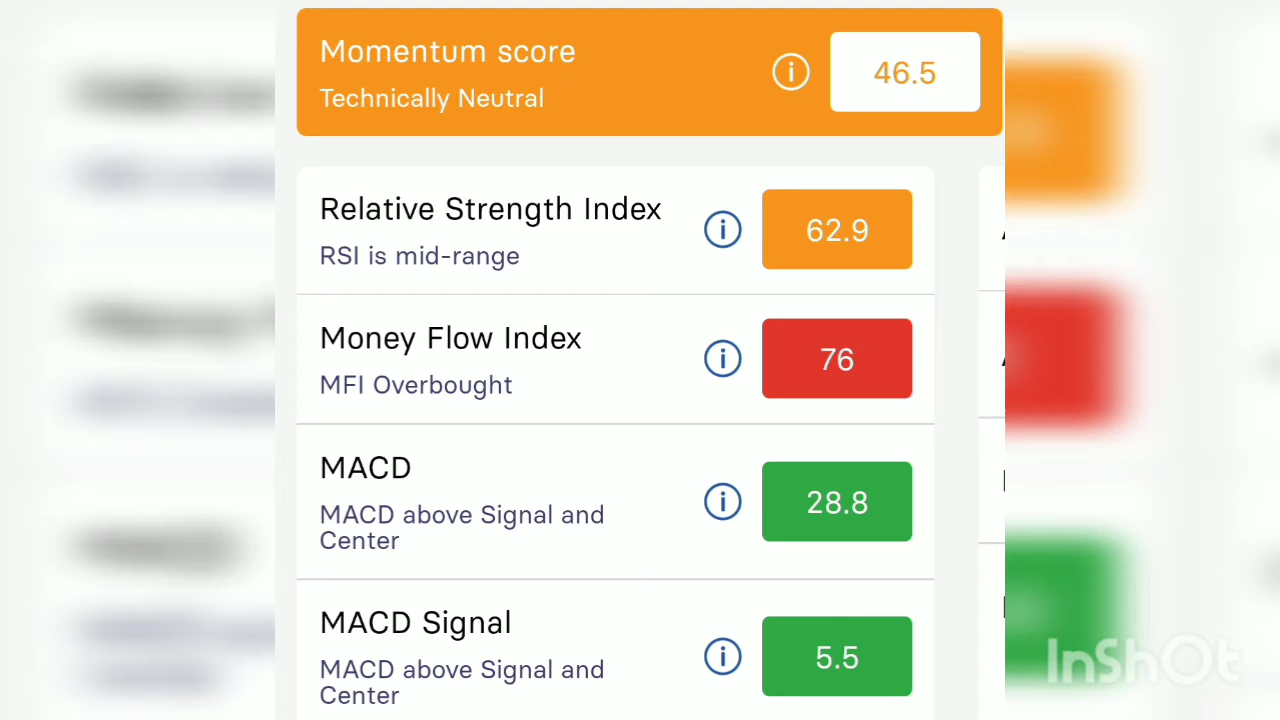 Momentum score
Technically Neutral
46.5
Relative Strength Index
RSI is mid-range
62.9
Money Flow Index
MFI Overbought
76
MACD
MACD above Signal and
Center
28.8
MACD Signal
MACD above Signal and
Center
5.5
InShOt